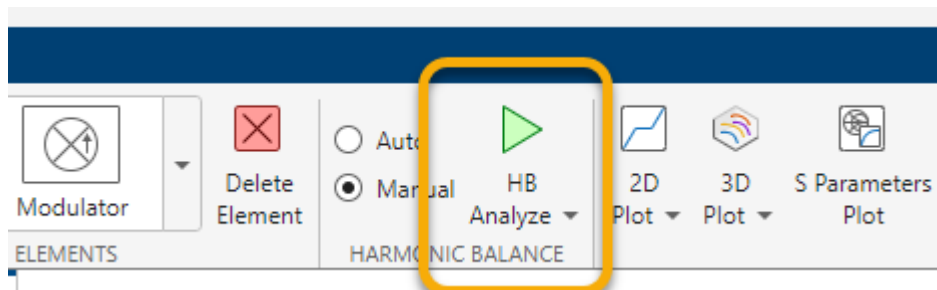 Modulator
Delete
Element
Auto
Manual
HB
Analyze
2D
Plot
3D
Plot
S Parameters
Plot
ELEMENTS
HARMONIC BALANCE